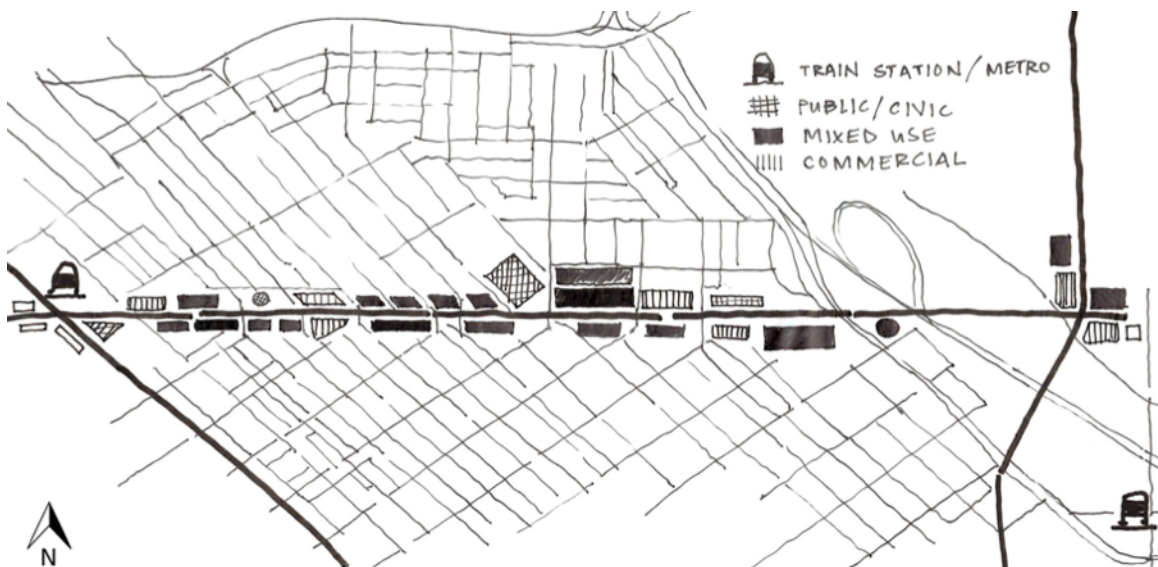 TRAIN STATION/METRO
PUBLIC/CIVIC
MIXED USE
COMMERCIAL
N